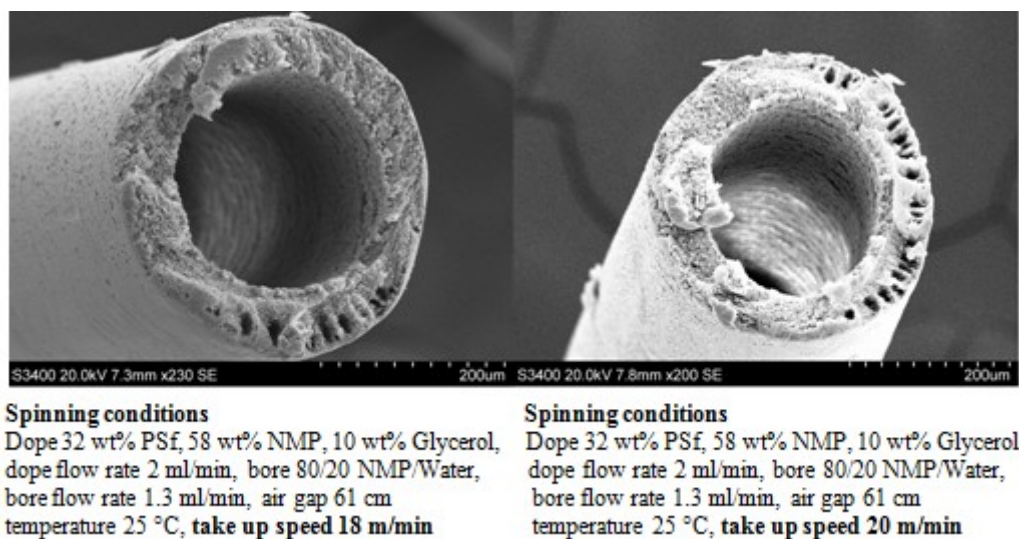 S3400 20.0kV 7.3mm x230 SE 200um
S3400 20.0kV 7.8mm x200 SE 200um
Spinning conditions
Dope 32 wt% PSf, 58 wt% NMP, 10 wt% Glycerol,
dope flow rate 2 ml/min, bore 80/20 NMP/Water,
bore flow rate 1.3 ml/min, air gap 61 cm
temperature 25 °C, take up speed 18 m/min
Spinning conditions
Dope 32 wt% PSf, 58 wt% NMP, 10 wt% Glycerol
dope flow rate 2 ml/min, bore 80/20 NMP/Water,
bore flow rate 1.3 ml/min, air gap 61 cm
temperature 25 °C, take up speed 20 m/min